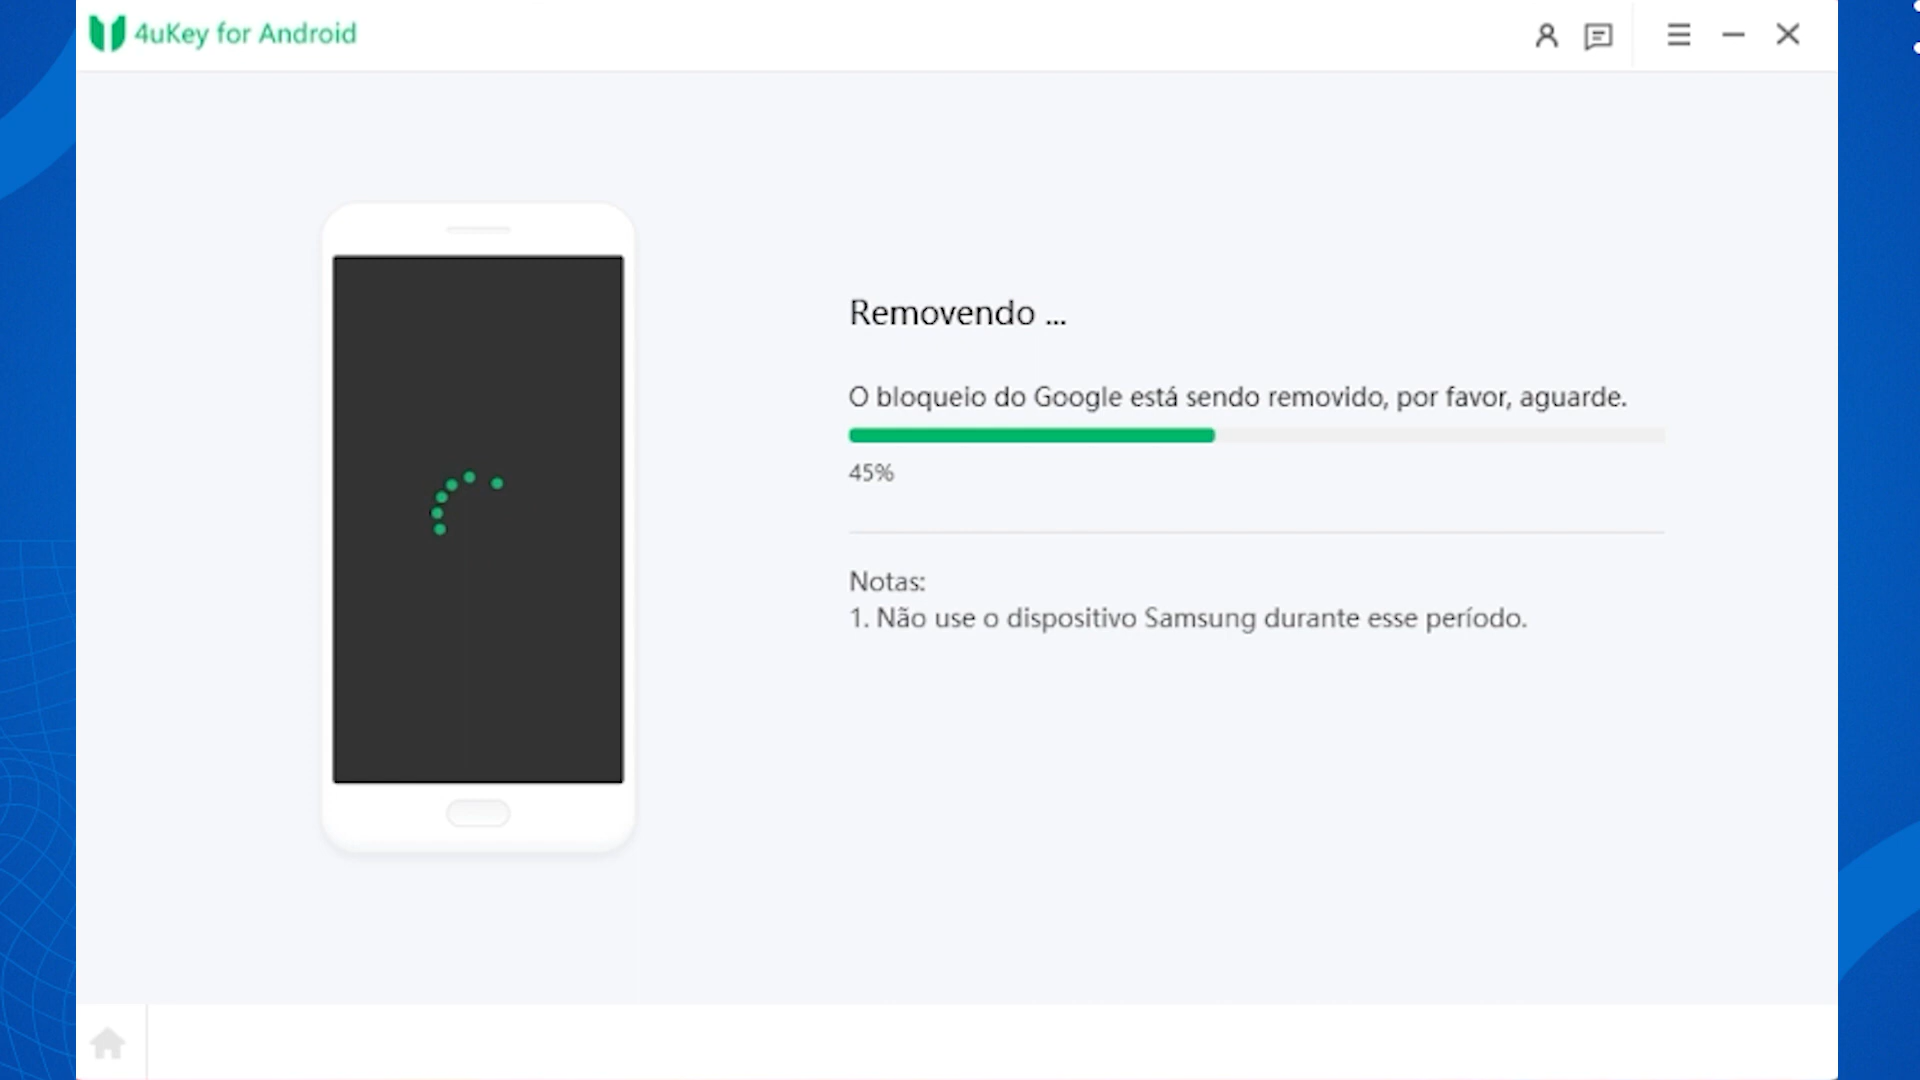 4uKey for Android
Removendo ...
O bloqueio do Google está sendo removido, por favor, aguarde.
45%
Notas:
1. Não use o dispositivo Samsung durante esse período.